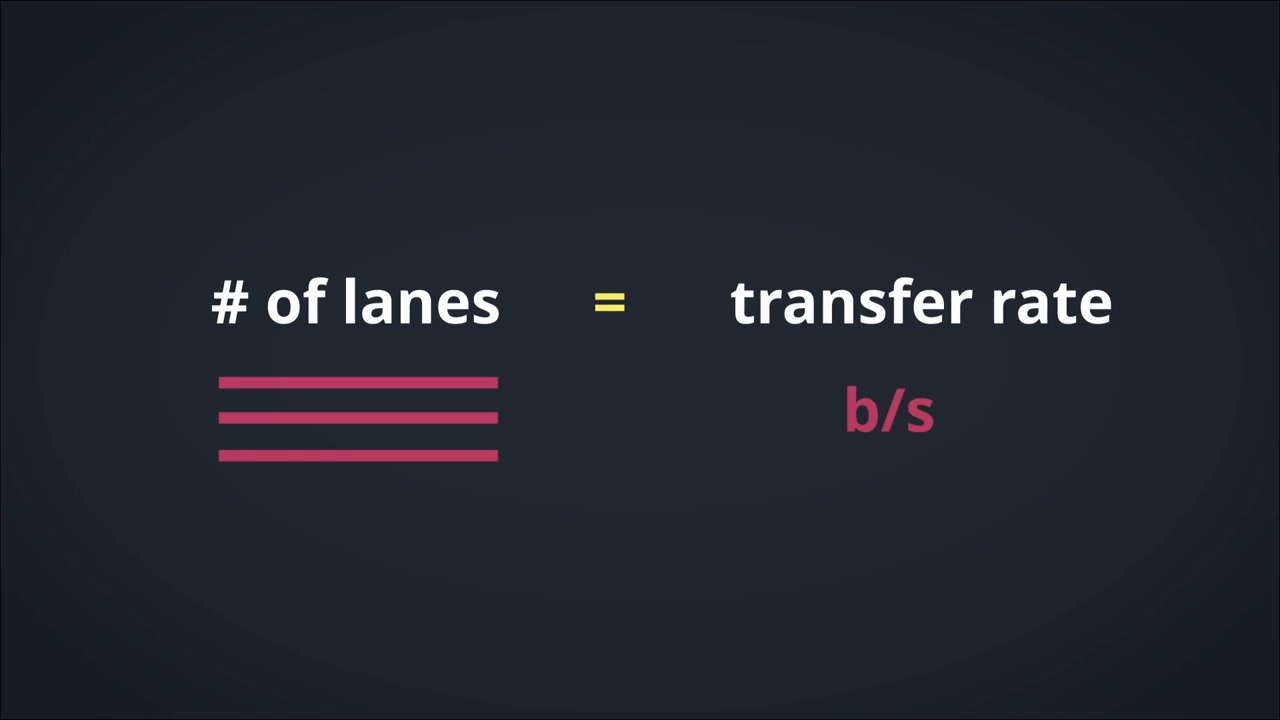 # of lanes = transfer rate
b/s